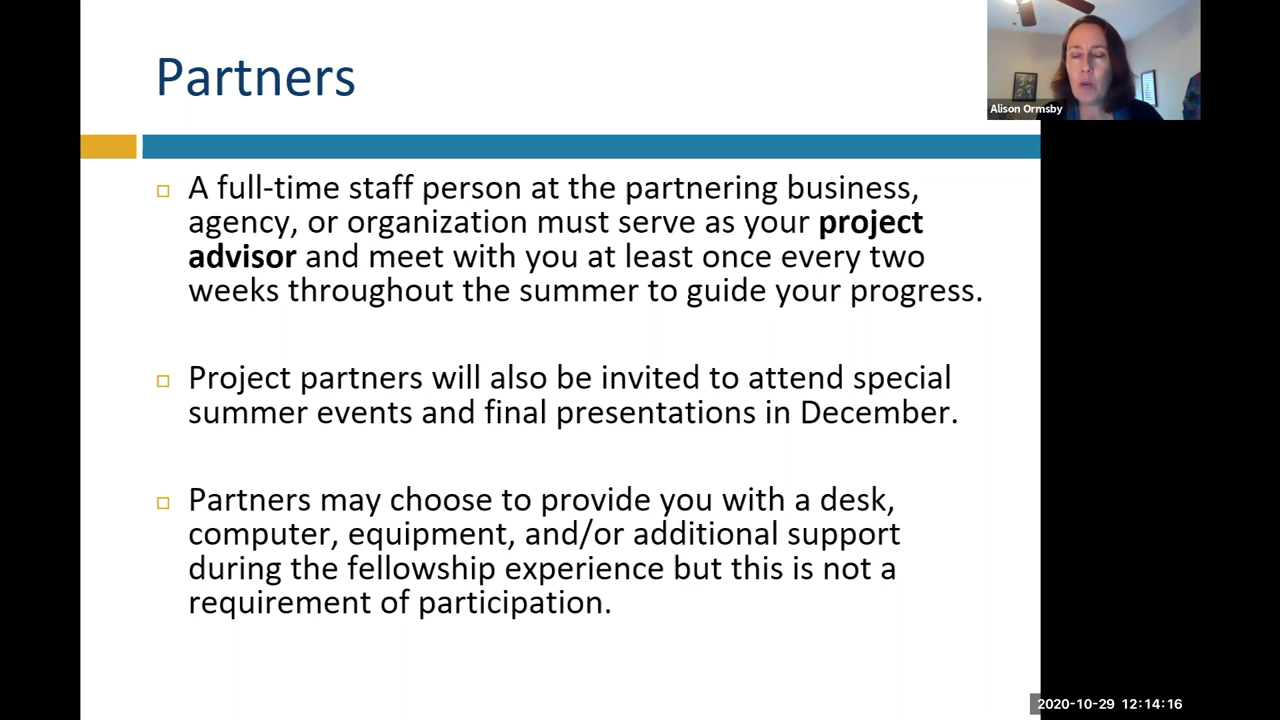 Partners
Alison Ormsby
A full-time staff person at the partnering business,
agency, or organization must serve as your project
advisor and meet with you at least once every two
weeks throughout the summer to guide your progress.
Project partners will also be invited to attend special
summer events and final presentations in December.
Partners may choose to provide you with a desk,
computer, equipment, and/or additional support
during the fellowship experience but this is not a
requirement of participation.
2020-10-29 12:14:16